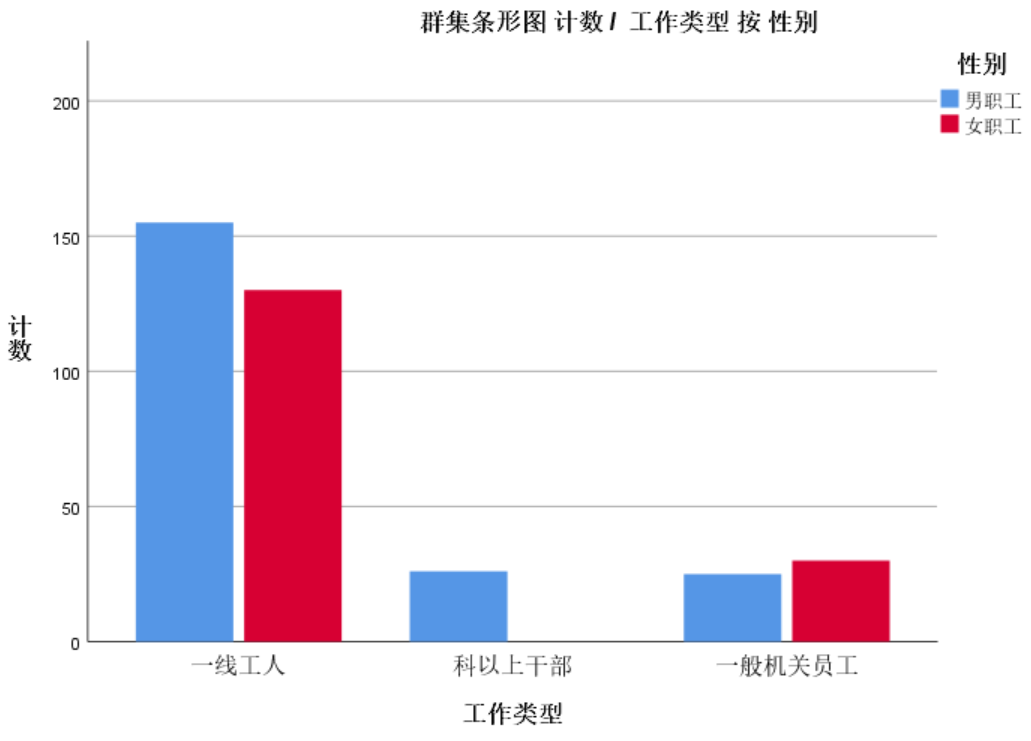 群集条形图 计数 / 工作类型 按 性别
性别
男职工
女职工
200
150
100
50
0
计数
一线工人
科以上干部
一般机关员工
工作类型